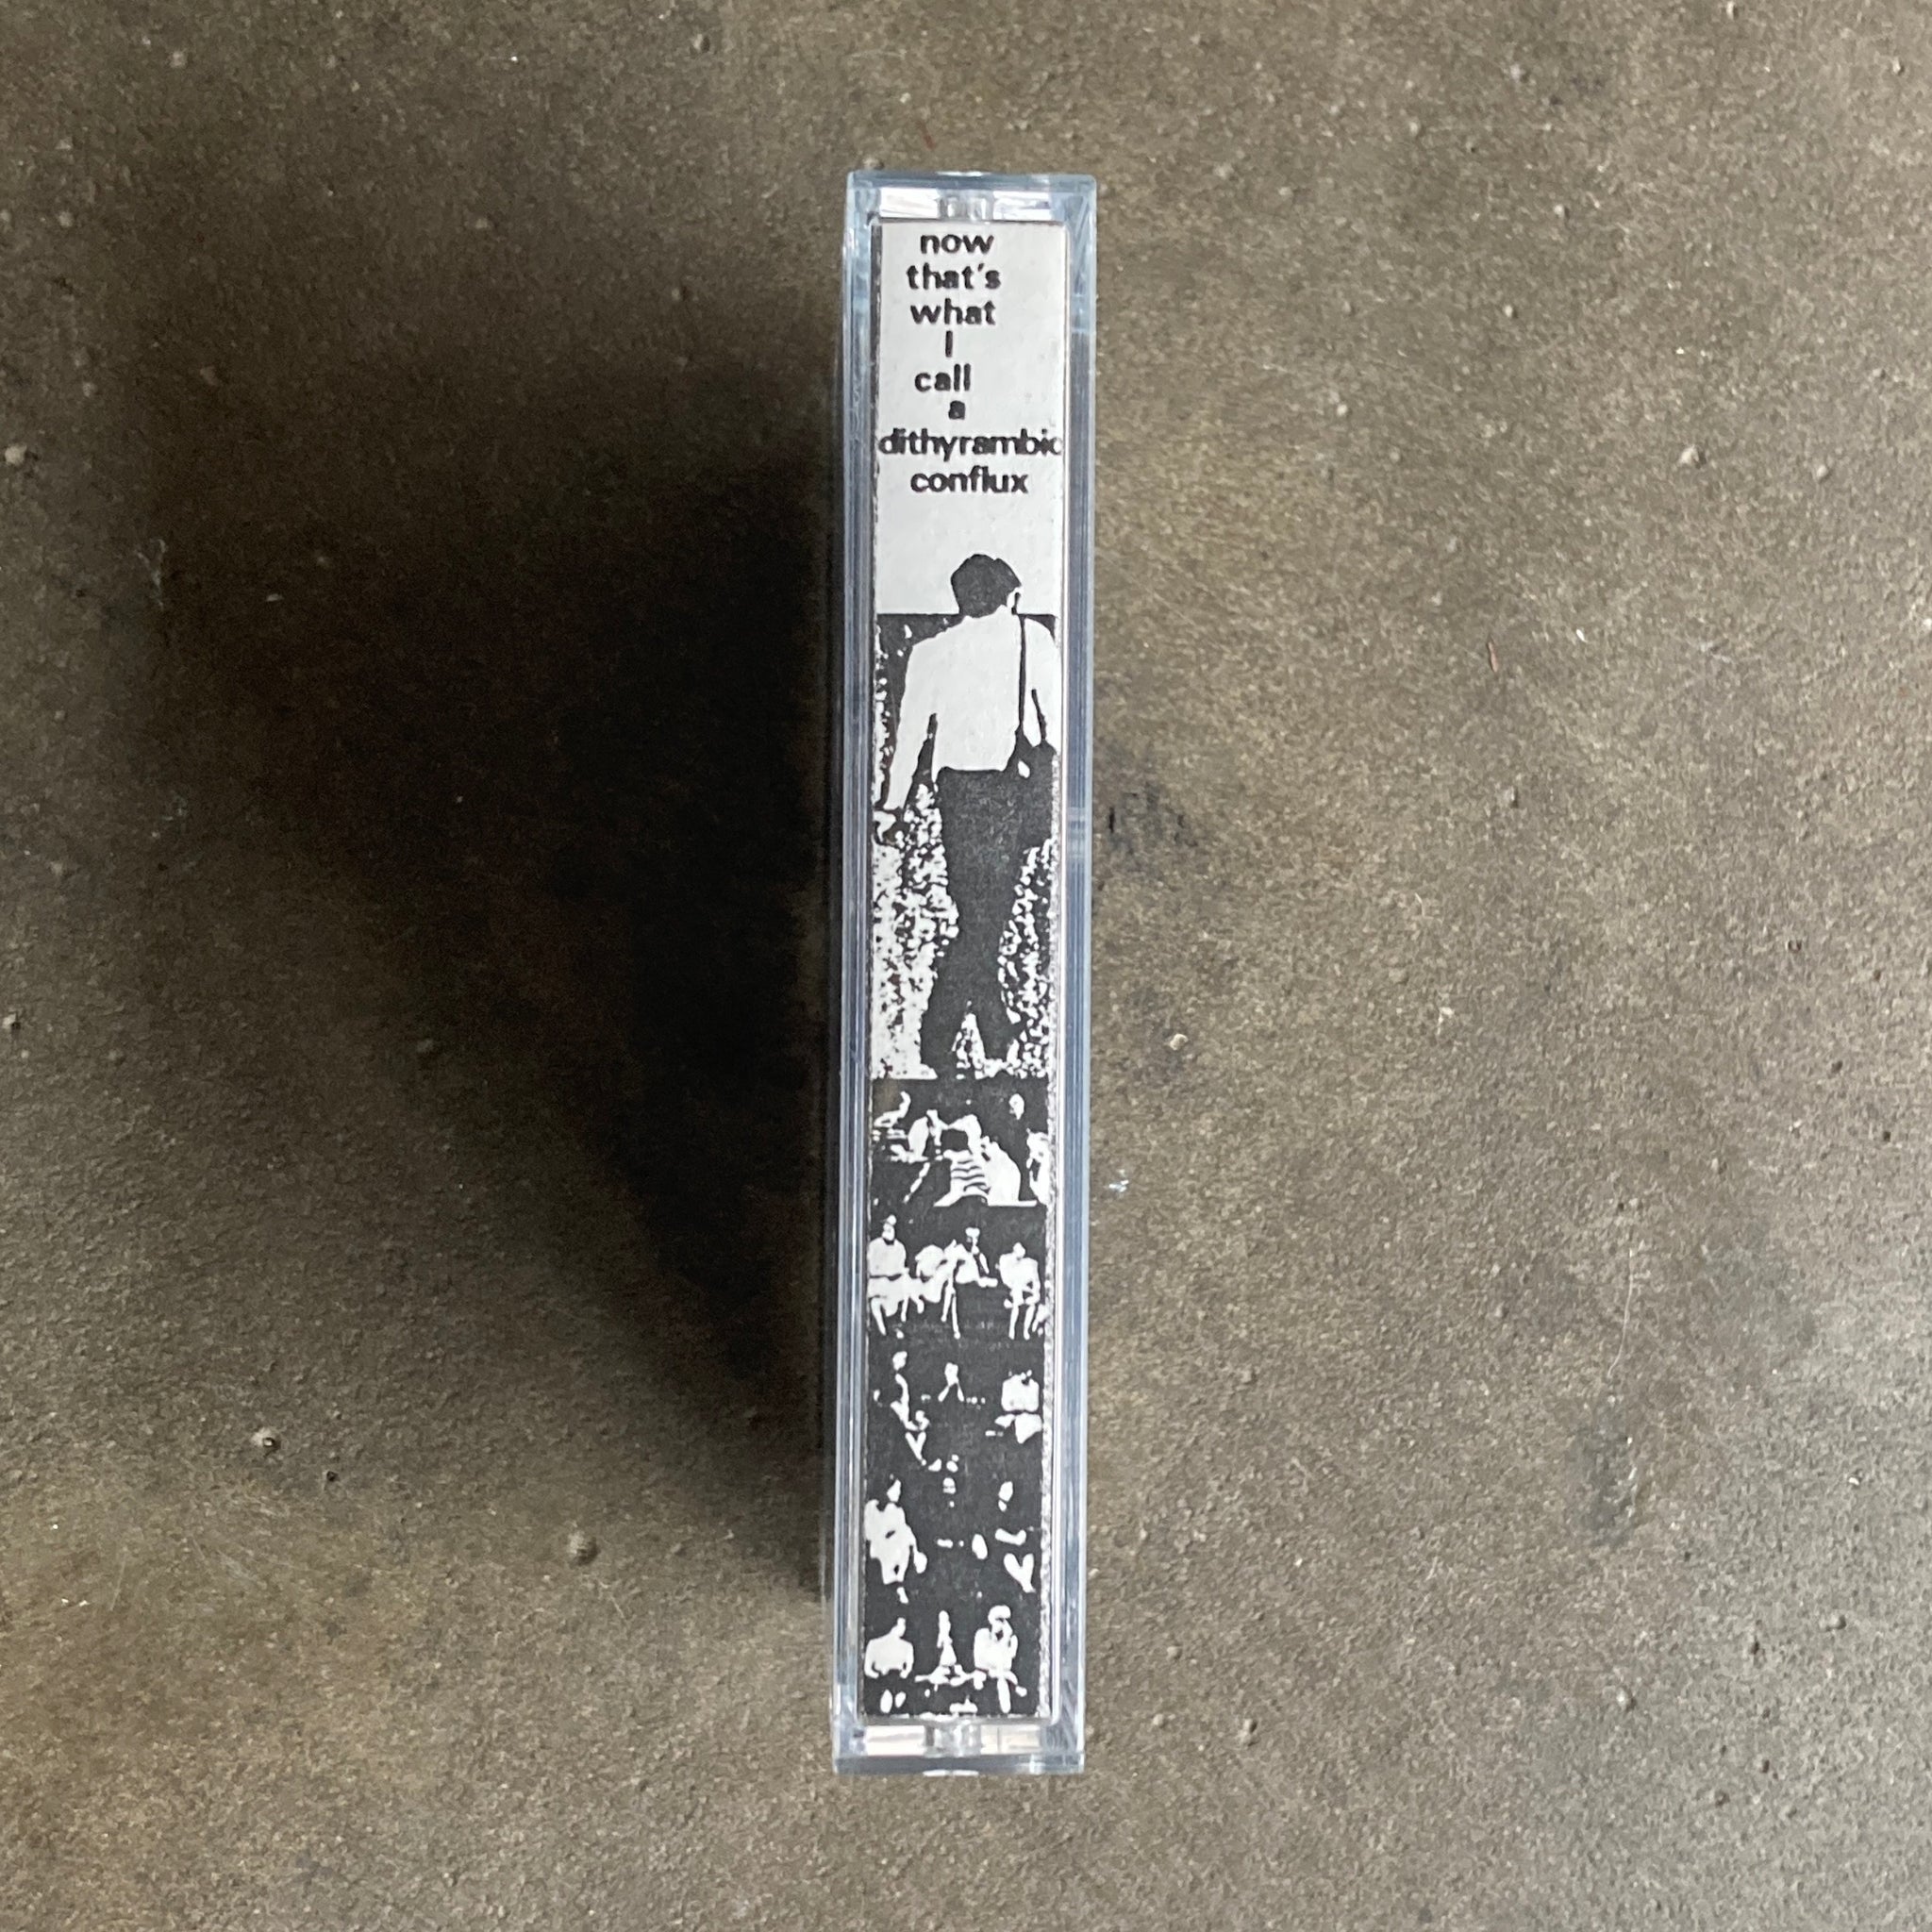 now
that's
what
I
call
a
dithyrambic
conflux